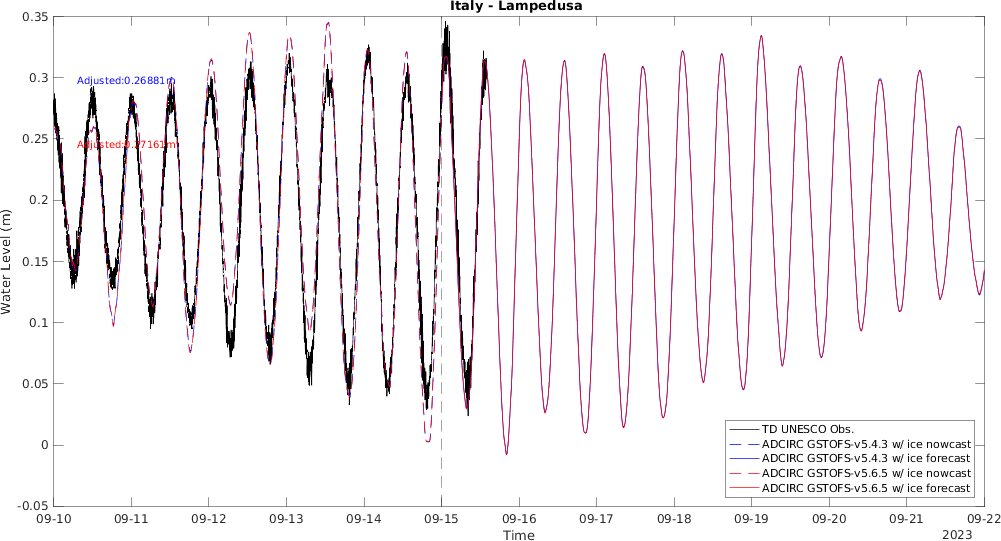 Italy - Lampedusa
0.35
0.3
0.25
0.2
0.15
0.1
0.05
0
-0.05
Water Level (m)
Adjusted:0.26881m
Adjusted:0.27161m
TD UNESCO Obs.
ADCIRC GSTOFS-v5.4.3 w/ ice nowcast
ADCIRC GSTOFS-v5.4.3 w/ ice forecast
ADCIRC GSTOFS-v5.6.5 w/ ice nowcast
ADCIRC GSTOFS-v5.6.5 w/ ice forecast
09-10 09-11 09-12 09-13 09-14 09-15 09-16 09-17 09-18 09-19 09-20 09-21 09-22
Time
2023